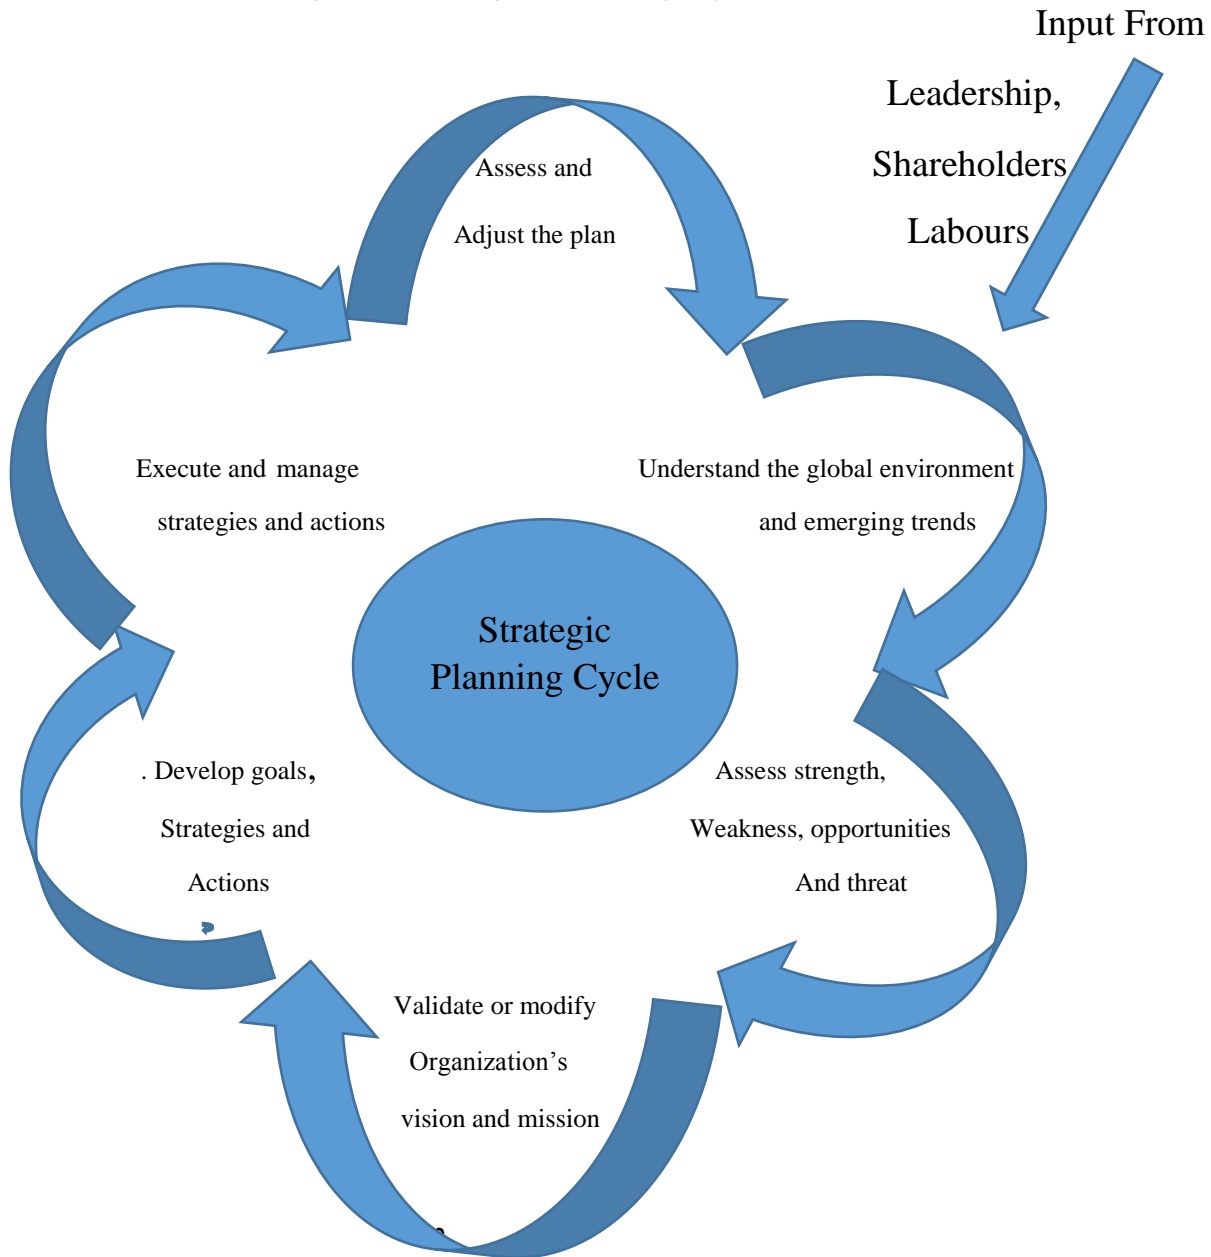 Input From
Leadership,
Shareholders
Labours
Assess and
Adjust the plan
Understand the global environment
and emerging trends
Assess strength,
Weakness, opportunities
And threat
Validate or modify
Organization’s
vision and mission
. Develop goals,
Strategies and
Actions
Execute and manage
strategies and actions
Strategic
Planning Cycle